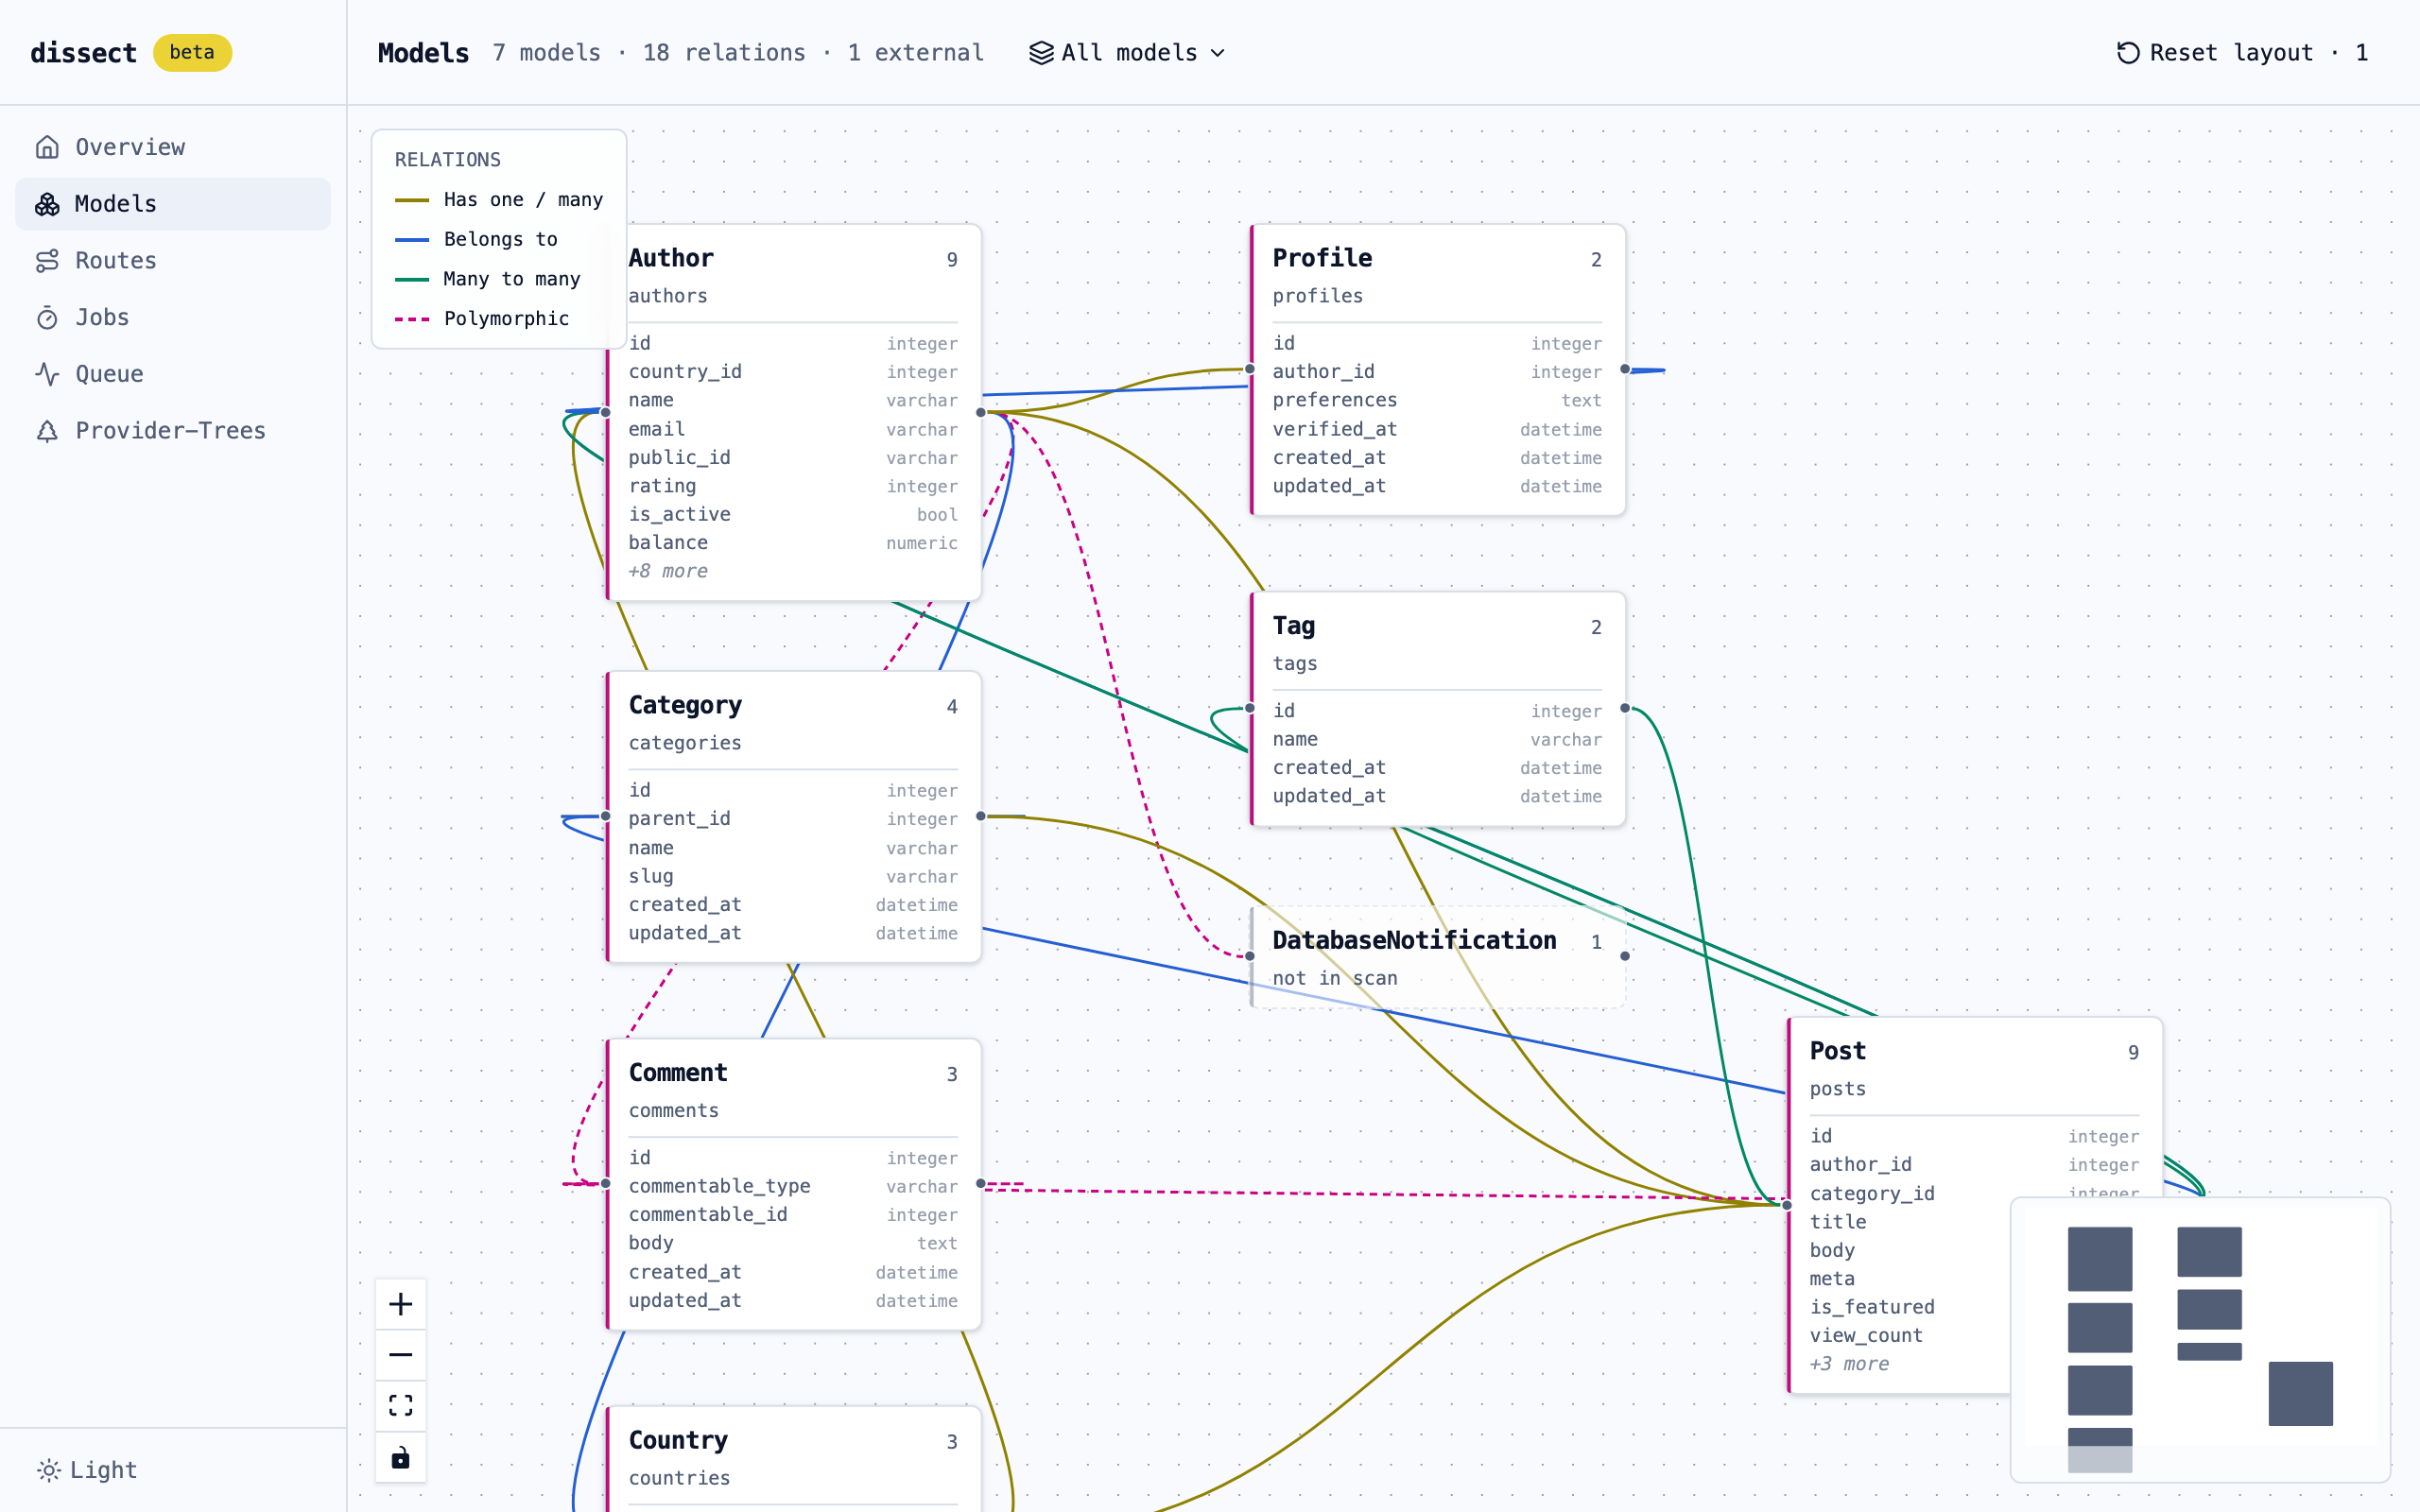 dissect beta
Models 7 models · 18 relations · 1 external All models Reset layout · 1
Overview
Models
Routes
Jobs
Queue
Provider-Trees
Light
RELATIONS
Has one / many
Belongs to
Many to many
Polymorphic
Author 9
authors
id integer
country_id integer
name varchar
email varchar
public_id varchar
rating integer
is_active bool
balance numeric
+8 more
Profile 2
profiles
id integer
author_id integer
preferences text
verified_at datetime
created_at datetime
updated_at datetime
Tag 2
tags
id integer
name varchar
created_at datetime
updated_at datetime
Category 4
categories
id integer
parent_id integer
name varchar
slug varchar
created_at datetime
updated_at datetime
DatabaseNotification 1
not in scan
Comment 3
comments
id integer
commentable_type varchar
commentable_id integer
body text
created_at datetime
updated_at datetime
Post 9
posts
id integer
author_id integer
category_id integer
title
body
meta
is_featured
view_count
+3 more
Country 3
countries